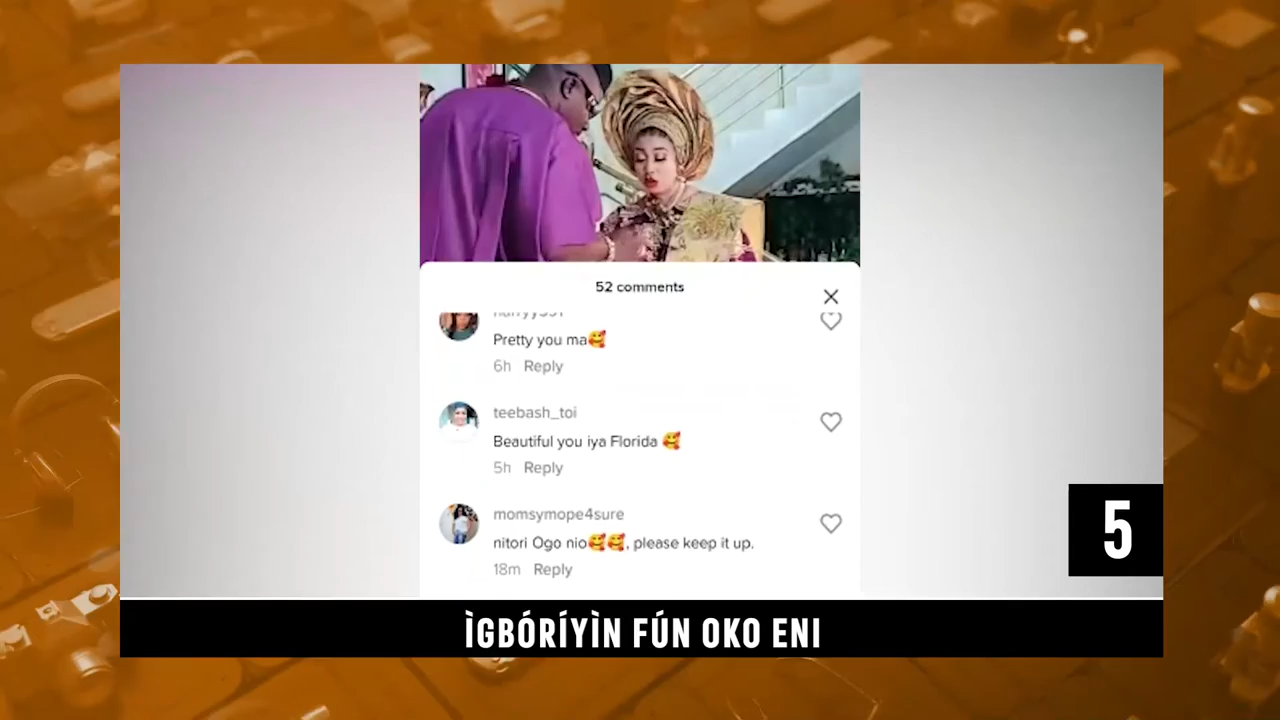 52 comments
Pretty you ma🥰
6h Reply
teebash_toi
Beautiful you iya Florida 🥰
5h Reply
momsymope4sure
nitori Ogo nio🥰🥰, please keep it up.
18m Reply
5
ÌGBÓRÍYÌN FÚN OKO ENI